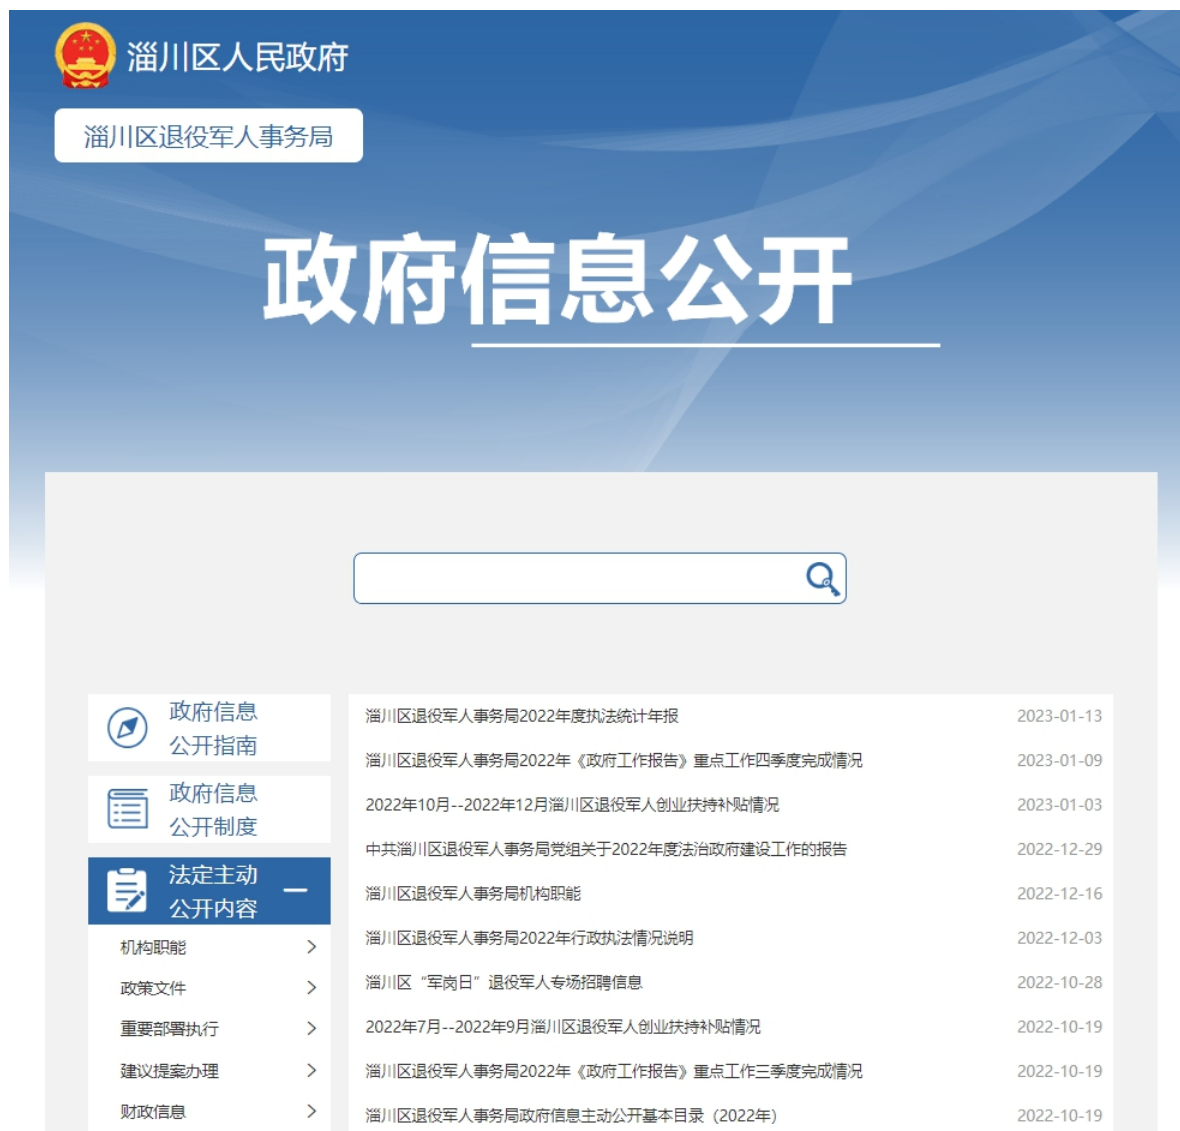 淄川区人民政府
淄川区退役军人事务局
政府信息公开
政府信息
公开指南
政府信息
公开制度
法定主动
公开内容
机构职能
政策文件
重要部署执行
建议提案办理
财政信息
淄川区退役军人事务局2022年度执法统计年报 2023-01-13
淄川区退役军人事务局2022年《政府工作报告》重点工作四季度完成情况 2023-01-09
2022年10月--2022年12月淄川区退役军人创业扶持补贴情况 2023-01-03
中共淄川区退役军人事务局党组关于2022年度法治政府建设工作的报告 2022-12-29
淄川区退役军人事务局机构职能 2022-12-16
淄川区退役军人事务局2022年行政执法情况说明 2022-12-03
淄川区“军岗日”退役军人专场招聘信息 2022-10-28
2022年7月--2022年9月淄川区退役军人创业扶持补贴情况 2022-10-19
淄川区退役军人事务局2022年《政府工作报告》重点工作三季度完成情况 2022-10-19
淄川区退役军人事务局政府信息主动公开基本目录（2022年） 2022-10-19